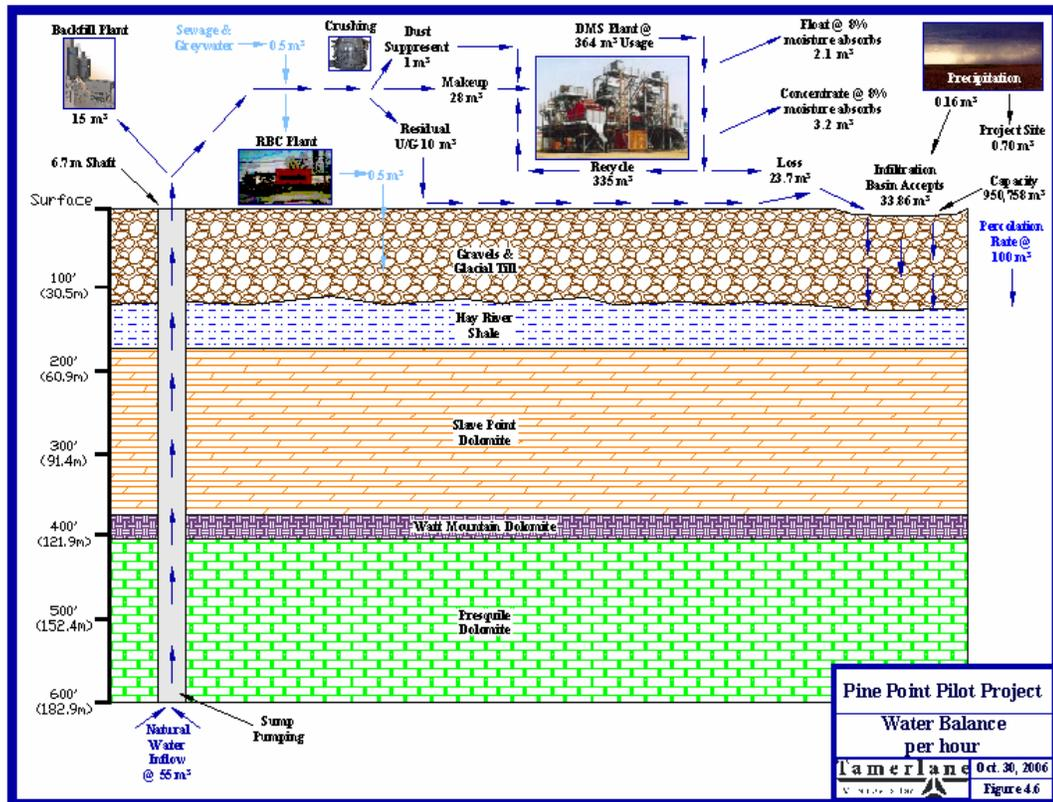 Backfill Plant
15 m³
Sewage &
Greywater
0.5 m³
Crushing
Dust
Suppresent
1 m³
Makeup
28 m³
Residual
U/G 10 m³
RBC Plant
0.5 m³
DMS Plant @
364 m³ Usage
Recycle
335 m³
Float @ 8%
moisture absorbs
2.1 m³
Concentrate @ 8%
moisture absorbs
3.2 m³
Loss
23.7 m³
Precipitation
0.16 m³
Project Site
0.70 m³
Infiltration
Basin Accepts
33.86 m³
Capacity
950,758 m³
Percolation
Rate @
100 m³
6.7 m Shaft
Surface
100'
(30.5m)
200'
(60.9m)
300'
(91.4m)
400'
(121.9m)
500'
(152.4m)
600'
(182.9m)
Gravels &
Glacial Till
Hay River
Shale
Slave Point
Dolomite
Watt Mountain Dolomite
Presquile
Dolomite
Natural
Water
Inflow
@ 55 m³
Sump
Pumping
Pine Point Pilot Project
Water Balance
per hour
Tamerlane
Oct. 30, 2006
Figure 4.6